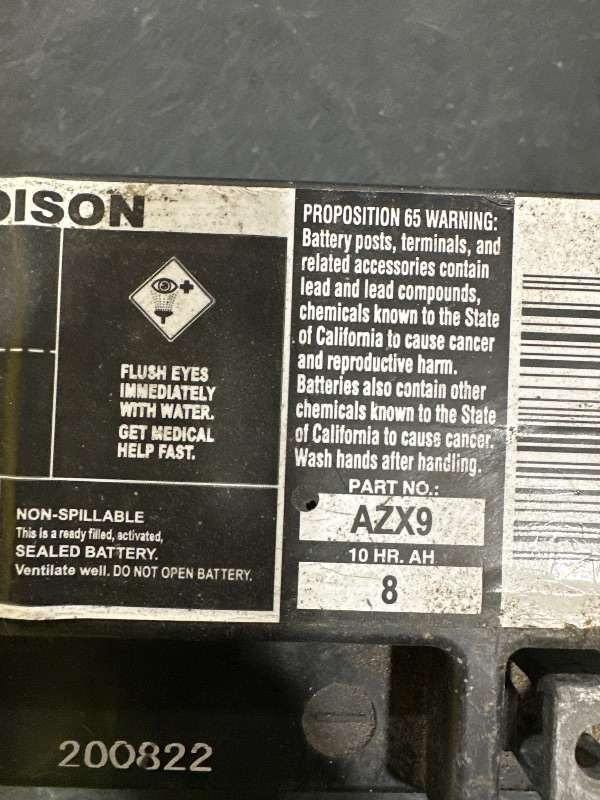 DISON
FLUSH EYES
IMMEDIATELY
WITH WATER.
GET MEDICAL
HELP FAST.
NON-SPILLABLE
This is a ready filled, activated,
SEALED BATTERY.
Ventilate well. DO NOT OPEN BATTERY.
PROPOSITION 65 WARNING:
Battery posts, terminals, and
related accessories contain
lead and lead compounds,
chemicals known to the State
of California to cause cancer
and reproductive harm.
Batteries also contain other
chemicals known to the State
of California to cause cancer.
Wash hands after handling.
PART NO.:
AZX9
10 HR. AH
8
200822